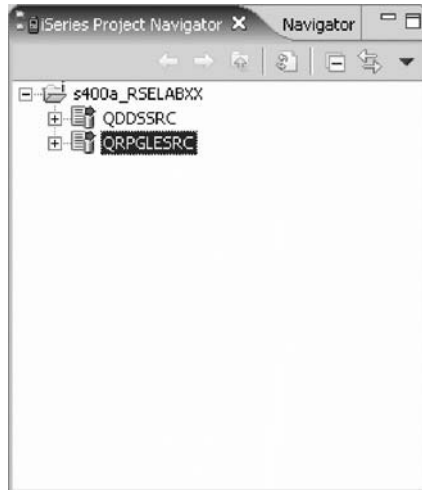 iSeries Project Navigator Navigator
s400a_RSELABXX
QDDSSRC
QRPGLESRC